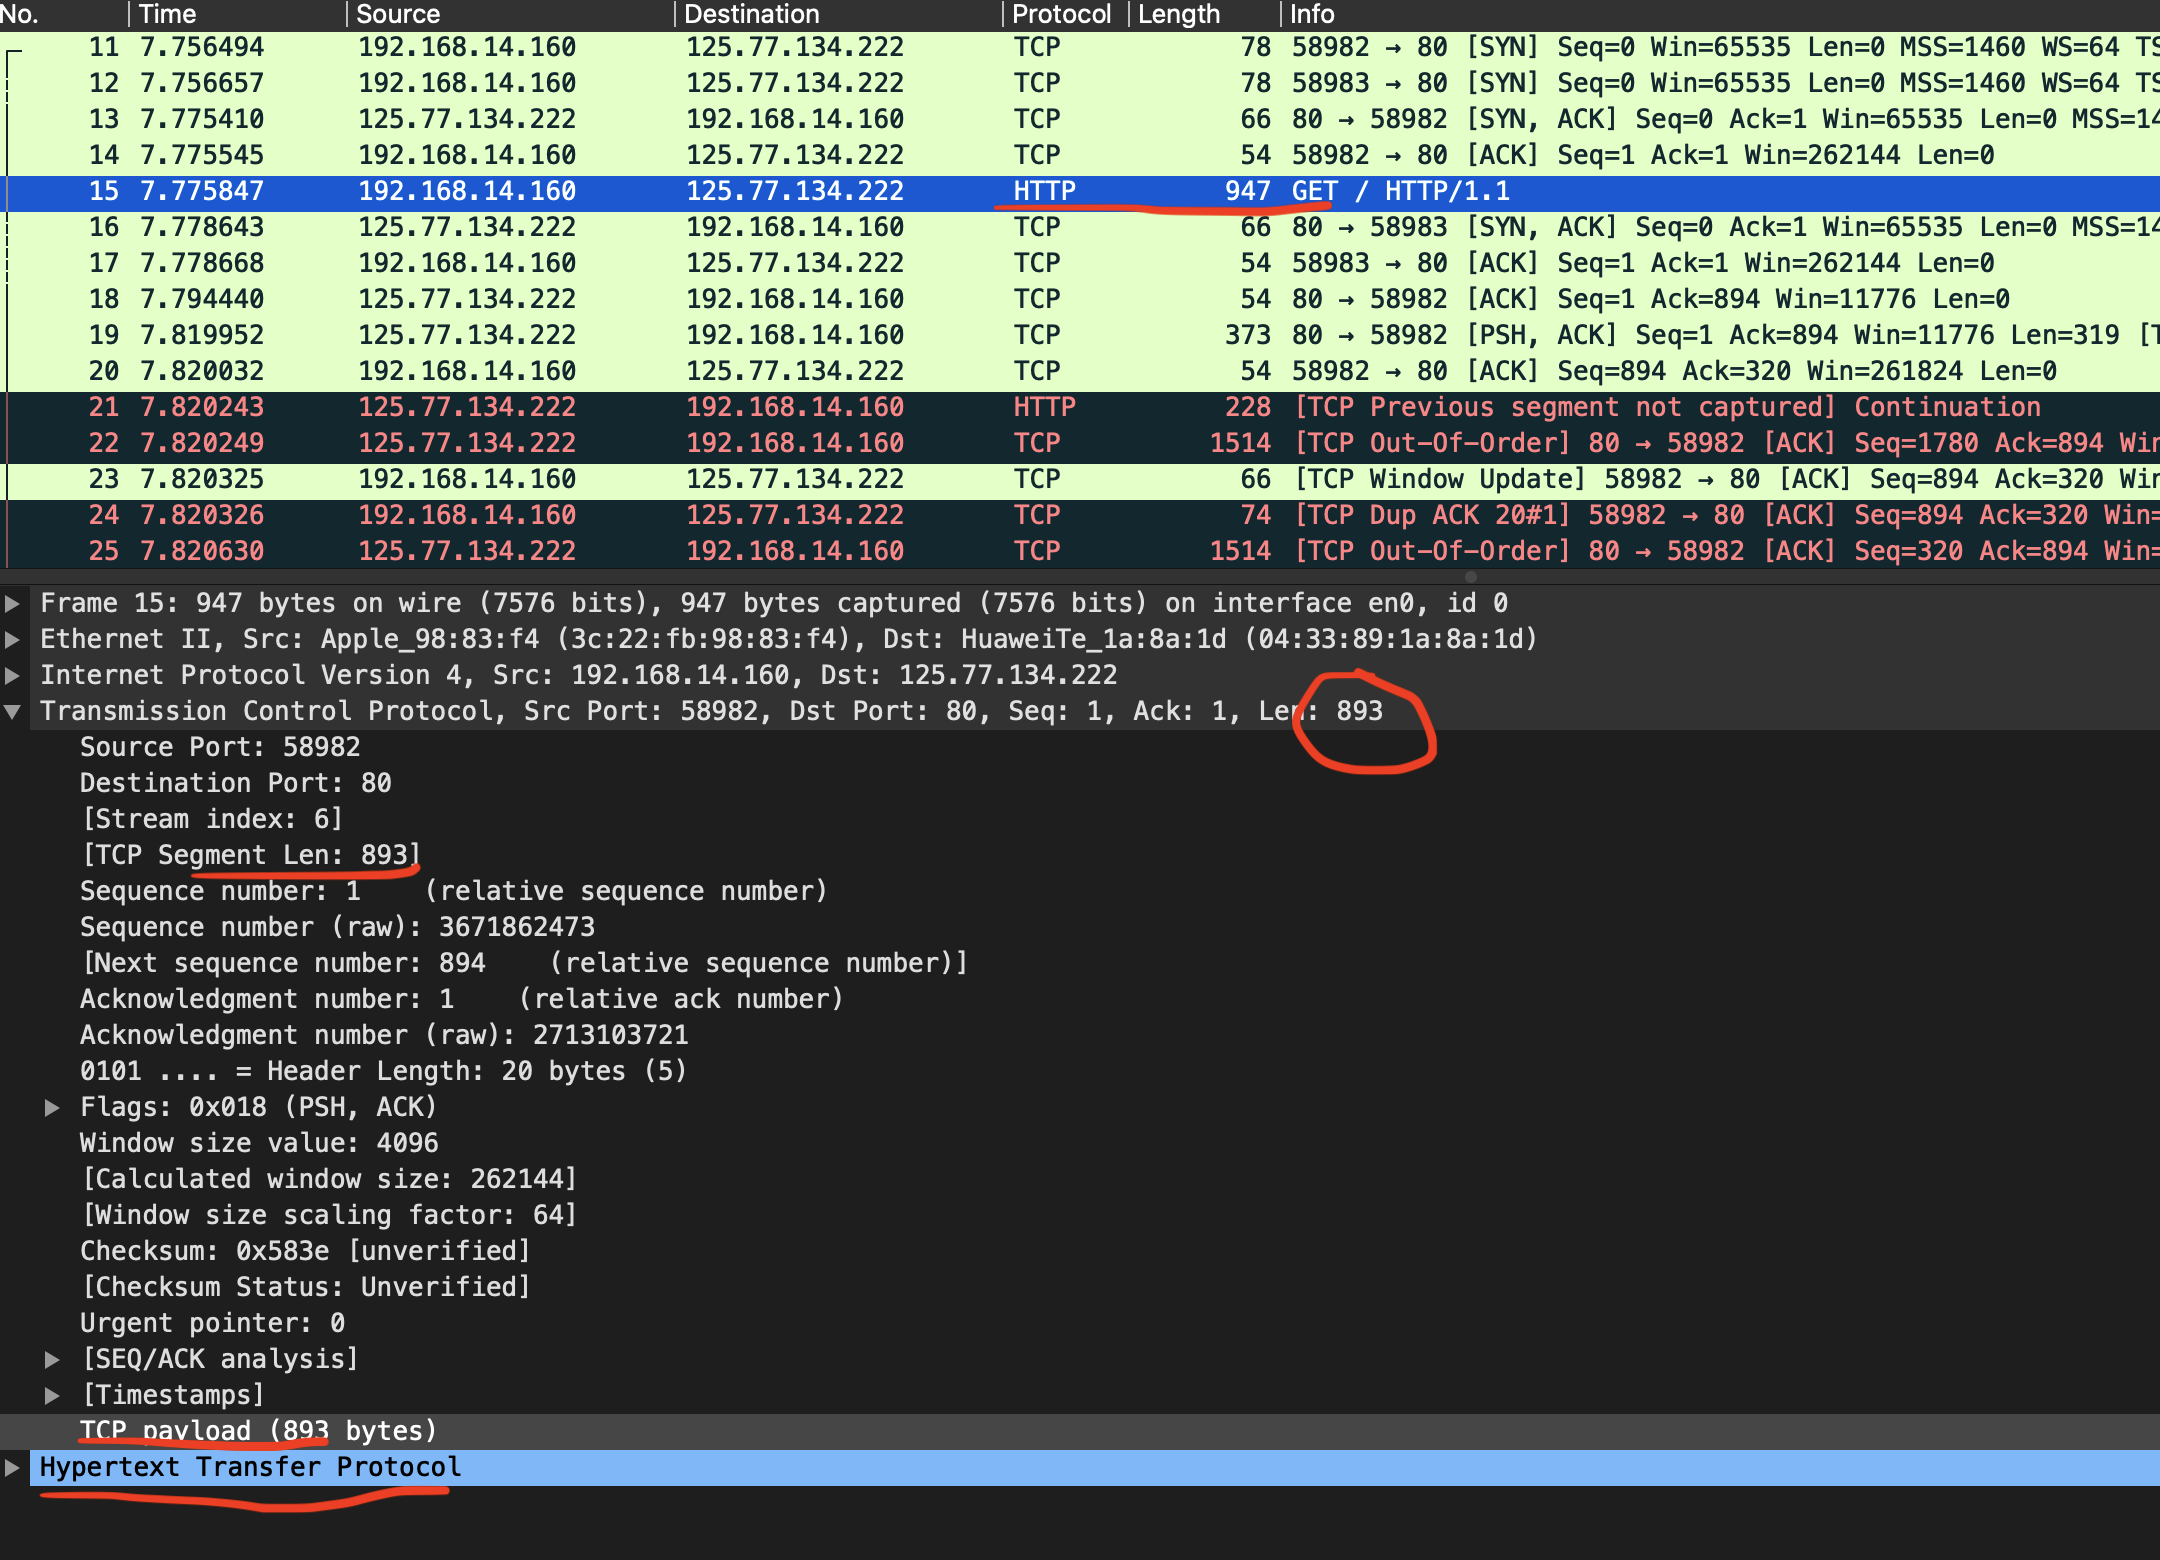 No. Time Source Destination Protocol Length Info
11 7.756494 192.168.14.160 125.77.134.222 TCP 78 58982 → 80 [SYN] Seq=0 Win=65535 Len=0 MSS=1460 WS=64 TS
12 7.756657 192.168.14.160 125.77.134.222 TCP 78 58983 → 80 [SYN] Seq=0 Win=65535 Len=0 MSS=1460 WS=64 TS
13 7.775410 125.77.134.222 192.168.14.160 TCP 66 80 → 58982 [SYN, ACK] Seq=0 Ack=1 Win=65535 Len=0 MSS=14
14 7.775545 192.168.14.160 125.77.134.222 TCP 54 58982 → 80 [ACK] Seq=1 Ack=1 Win=262144 Len=0
15 7.775847 192.168.14.160 125.77.134.222 HTTP 947 GET / HTTP/1.1
16 7.778643 125.77.134.222 192.168.14.160 TCP 66 80 → 58983 [SYN, ACK] Seq=0 Ack=1 Win=65535 Len=0 MSS=14
17 7.778668 192.168.14.160 125.77.134.222 TCP 54 58983 → 80 [ACK] Seq=1 Ack=1 Win=262144 Len=0
18 7.794440 125.77.134.222 192.168.14.160 TCP 54 80 → 58982 [ACK] Seq=1 Ack=894 Win=11776 Len=0
19 7.819952 125.77.134.222 192.168.14.160 TCP 373 80 → 58982 [PSH, ACK] Seq=1 Ack=894 Win=11776 Len=319 [T
20 7.820032 192.168.14.160 125.77.134.222 TCP 54 58982 → 80 [ACK] Seq=894 Ack=320 Win=261824 Len=0
21 7.820243 125.77.134.222 192.168.14.160 HTTP 228 [TCP Previous segment not captured] Continuation
22 7.820249 125.77.134.222 192.168.14.160 TCP 1514 [TCP Out-Of-Order] 80 → 58982 [ACK] Seq=1780 Ack=894 Win
23 7.820325 192.168.14.160 125.77.134.222 TCP 66 [TCP Window Update] 58982 → 80 [ACK] Seq=894 Ack=320 Win
24 7.820326 192.168.14.160 125.77.134.222 TCP 74 [TCP Dup ACK 20#1] 58982 → 80 [ACK] Seq=894 Ack=320 Win=
25 7.820630 125.77.134.222 192.168.14.160 TCP 1514 [TCP Out-Of-Order] 80 → 58982 [ACK] Seq=320 Ack=894 Win=
Frame 15: 947 bytes on wire (7576 bits), 947 bytes captured (7576 bits) on interface en0, id 0
Ethernet II, Src: Apple_98:83:f4 (3c:22:fb:98:83:f4), Dst: HuaweiTe_1a:8a:1d (04:33:89:1a:8a:1d)
Internet Protocol Version 4, Src: 192.168.14.160, Dst: 125.77.134.222
Transmission Control Protocol, Src Port: 58982, Dst Port: 80, Seq: 1, Ack: 1, Len: 893
Source Port: 58982
Destination Port: 80
[Stream index: 6]
[TCP Segment Len: 893]
Sequence number: 1 (relative sequence number)
Sequence number (raw): 3671862473
[Next sequence number: 894 (relative sequence number)]
Acknowledgment number: 1 (relative ack number)
Acknowledgment number (raw): 2713103721
0101 .... = Header Length: 20 bytes (5)
Flags: 0x018 (PSH, ACK)
Window size value: 4096
[Calculated window size: 262144]
[Window size scaling factor: 64]
Checksum: 0x583e [unverified]
[Checksum Status: Unverified]
Urgent pointer: 0
[SEQ/ACK analysis]
[Timestamps]
TCP payload (893 bytes)
Hypertext Transfer Protocol